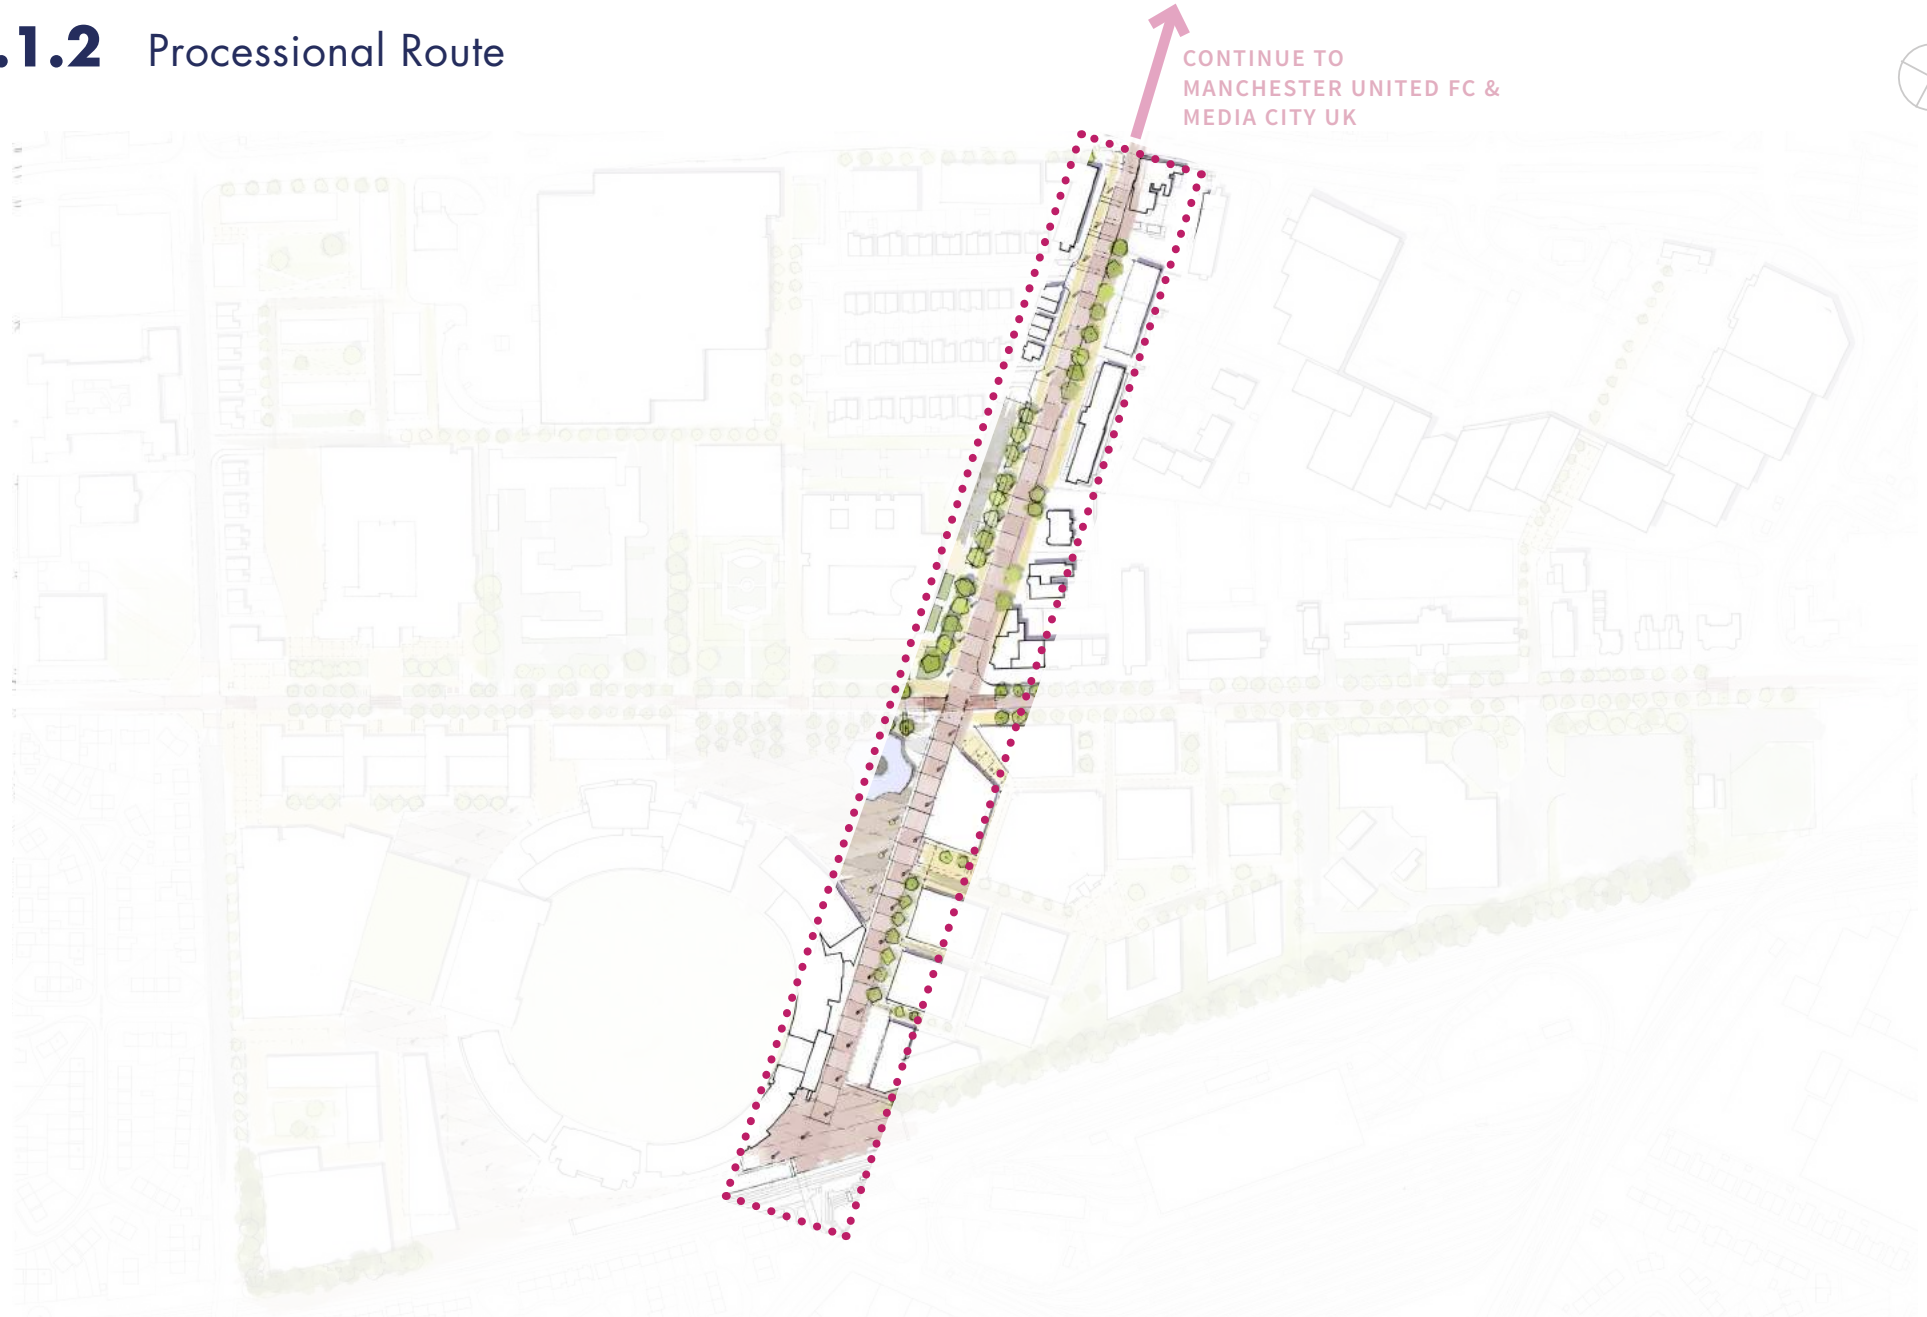 .1.2 Processional Route
CONTINUE TO
MANCHESTER UNITED FC &
MEDIA CITY UK